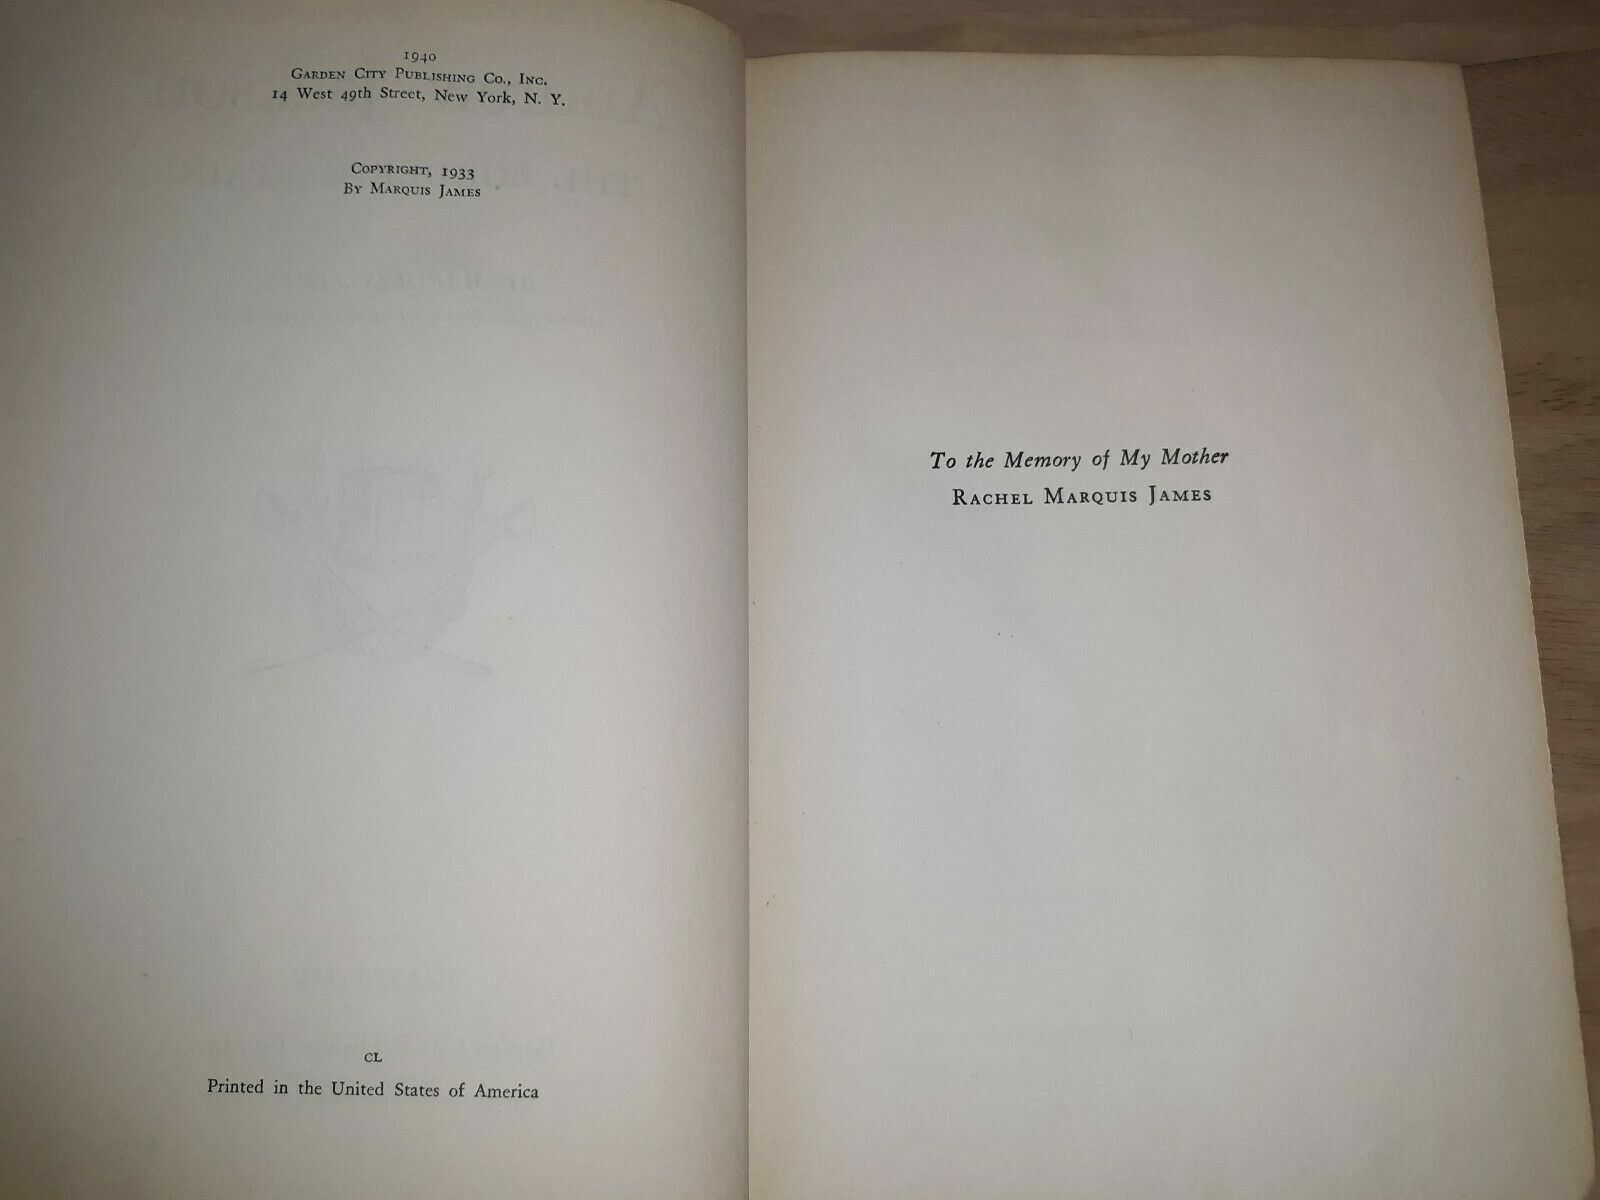 1940
Garden City Publishing Co., Inc.
14 West 49th Street, New York, N. Y.
Copyright, 1933
By Marquis James
CL
Printed in the United States of America
To the Memory of My Mother
Rachel Marquis James